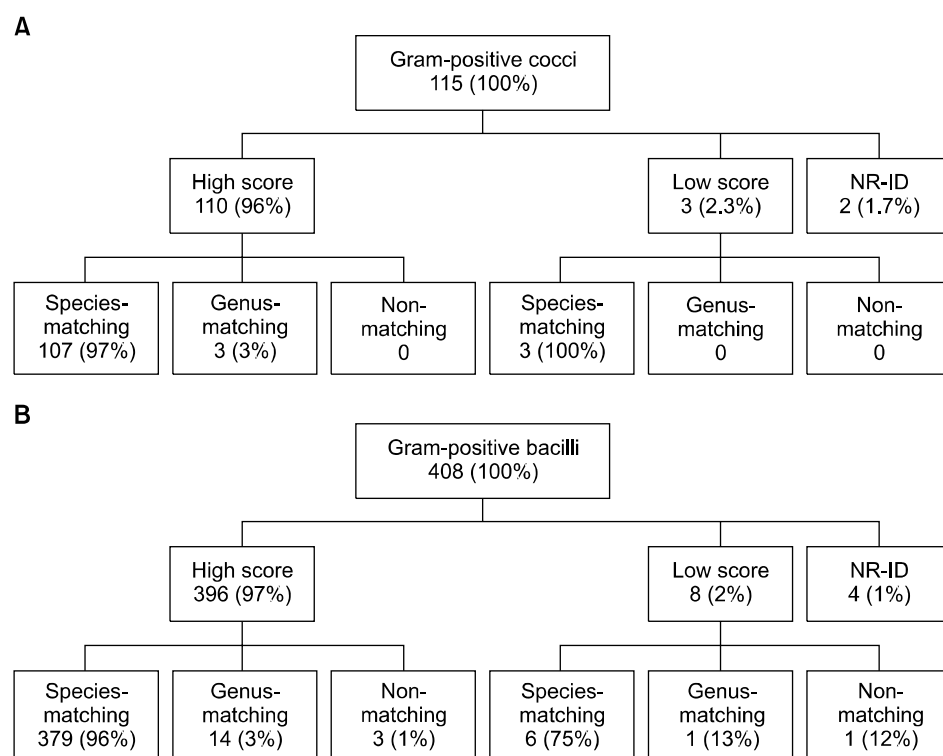 A
Gram-positive cocci
115 (100%)
High score
110 (96%)
Low score
3 (2.3%)
NR-ID
2 (1.7%)
Species-
matching
107 (97%)
Genus-
matching
3 (3%)
Non-
matching
0
Species-
matching
3 (100%)
Genus-
matching
0
Non-
matching
0
B
Gram-positive bacilli
408 (100%)
High score
396 (97%)
Low score
8 (2%)
NR-ID
4 (1%)
Species-
matching
379 (96%)
Genus-
matching
14 (3%)
Non-
matching
3 (1%)
Species-
matching
6 (75%)
Genus-
matching
1 (13%)
Non-
matching
1 (12%)